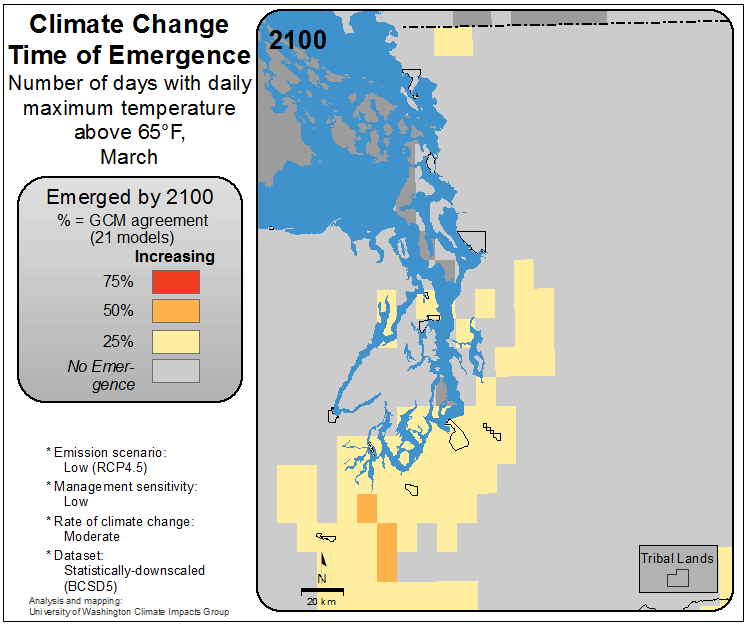 Climate Change
Time of Emergence
Number of days with daily
maximum temperature
above 65°F,
March
Emerged by 2100
% = GCM agreement
(21 models)
Increasing
75%
50%
25%
No Emer-
gence
* Emission scenario:
Low (RCP4.5)
* Management sensitivity:
Low
* Rate of climate change:
Moderate
* Dataset:
Statistically-downscaled
(BCSD5)
Analysis and mapping:
University of Washington Climate Impacts Group
2100
N
20 km
Tribal Lands